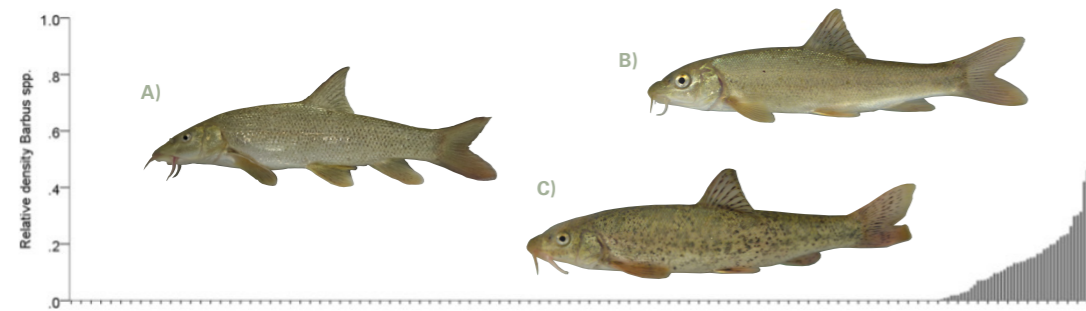 Relative density Barbus spp.
1.0
.8
.6
.4
.2
.0
A)
B)
C)